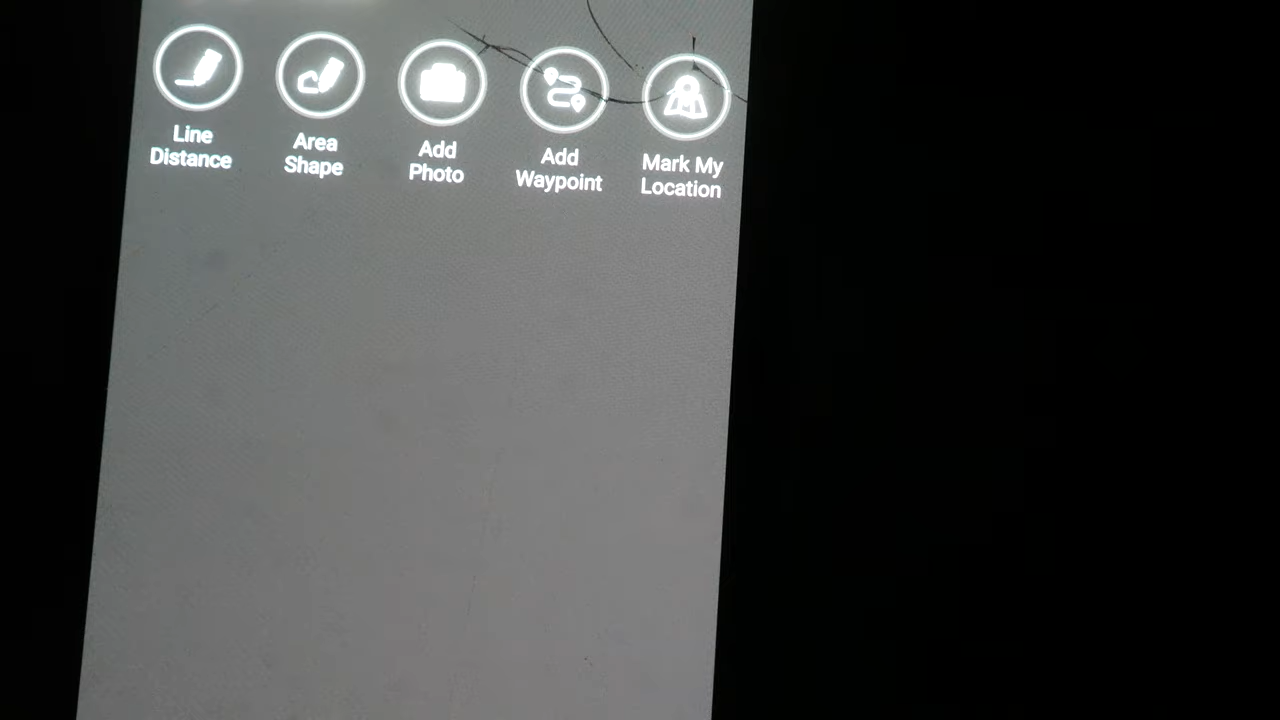 Line
Distance
Area
Shape
Add
Photo
Add
Waypoint
Mark My
Location